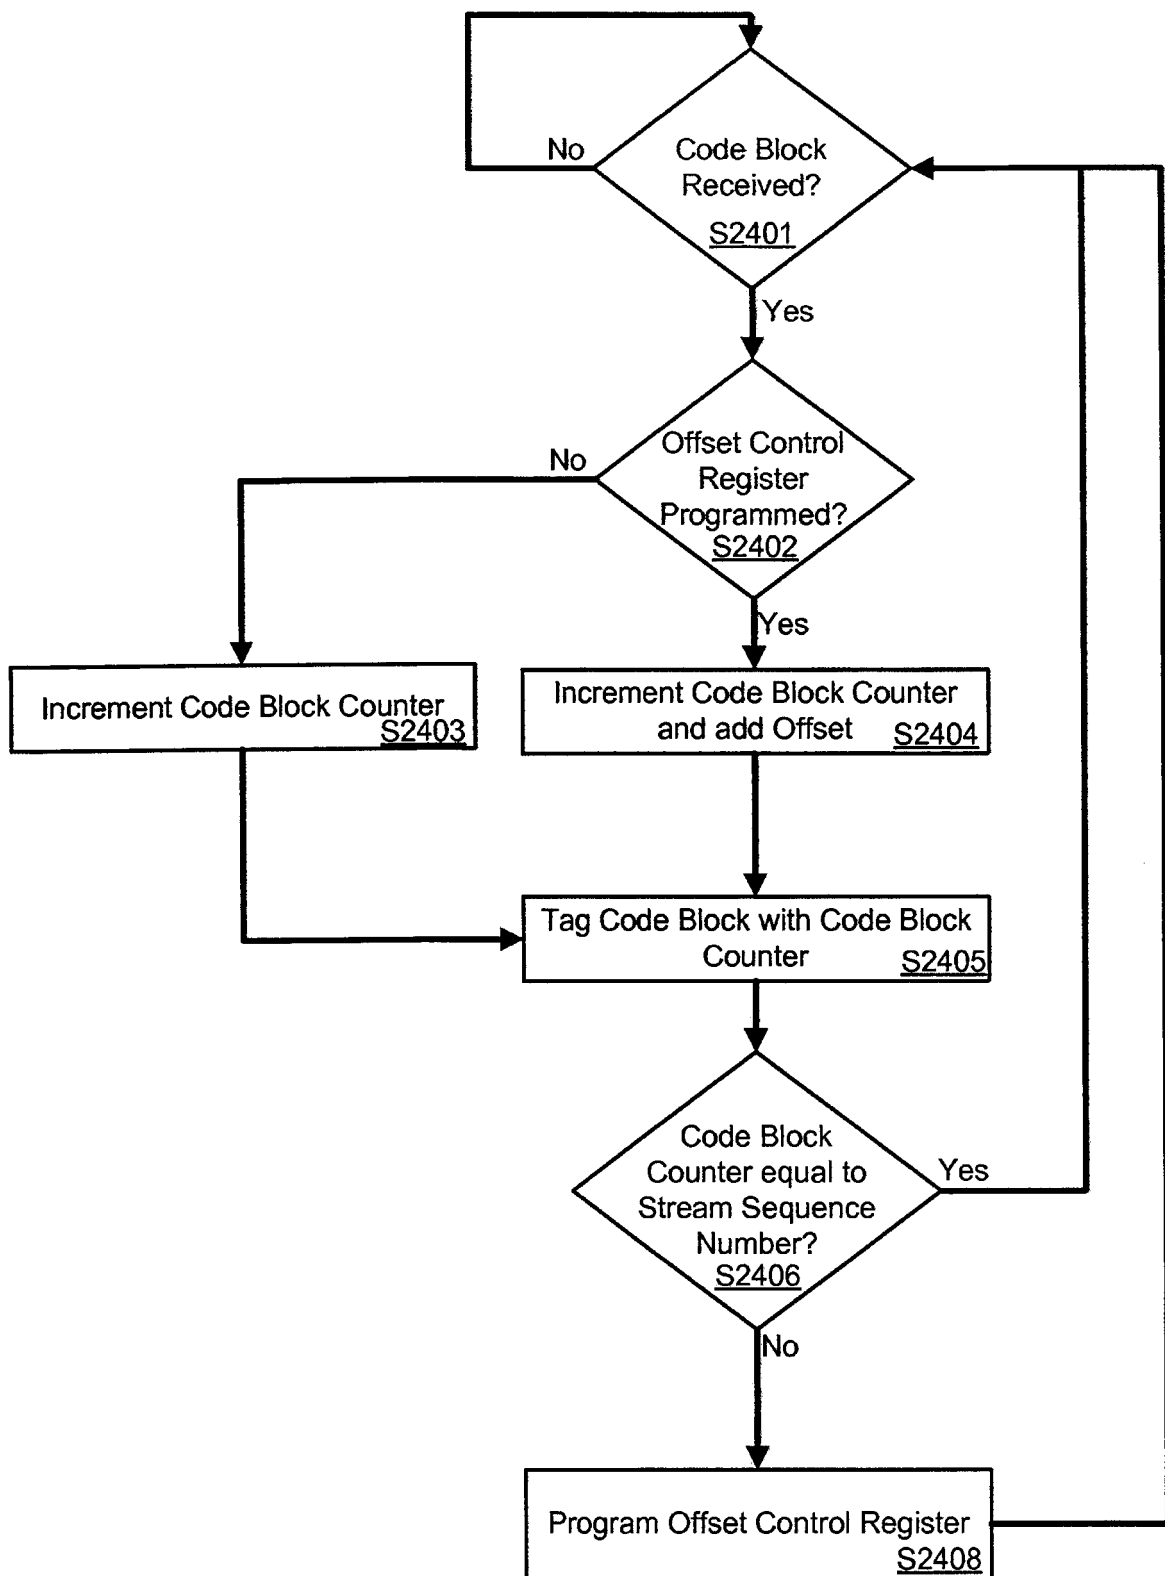 No
Code Block
Received?
S2401
Yes
Offset Control
Register
Programmed?
S2402
No
Yes
Increment Code Block Counter
S2403
Increment Code Block Counter
and add Offset
S2404
Tag Code Block with Code Block
Counter
S2405
Code Block
Counter equal to
Stream Sequence
Number?
S2406
Yes
No
Program Offset Control Register
S2408